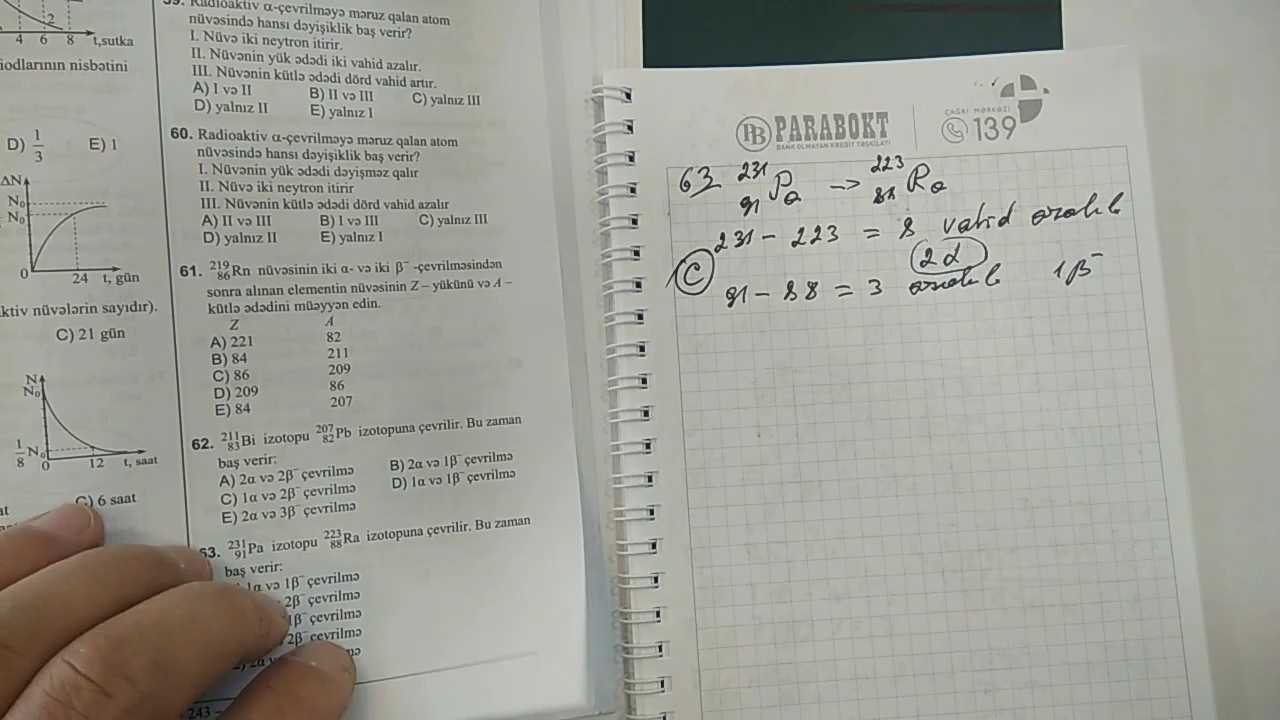 2
4 6 8 t,sutka
iodlarının nisbətini
D) 1/3 E) 1
ΔN
N₀
N₀
0 24 t, gün
ktiv nüvələrin sayıdır).
C) 21 gün
N
N₀
1/8 N₀
0 12 t, saat
at C) 6 saat
59. Radioaktiv α-çevrilməyə məruz qalan atom
nüvəsində hansı dəyişiklik baş verir?
I. Nüvə iki neytron itirir.
II. Nüvənin yük ədədi iki vahid azalır.
III. Nüvənin kütlə ədədi dörd vahid artır.
A) I və II B) II və III C) yalnız III
D) yalnız II E) yalnız I
60. Radioaktiv α-çevrilməyə məruz qalan atom
nüvəsində hansı dəyişiklik baş verir?
I. Nüvənin yük ədədi dəyişməz qalır
II. Nüvə iki neytron itirir
III. Nüvənin kütlə ədədi dörd vahid azalır
A) II və III B) I və III C) yalnız III
D) yalnız II E) yalnız I
61. ²¹⁹₈₆Rn nüvəsinin iki α- və iki β⁻-çevrilməsindən
sonra alınan elementin nüvəsinin Z – yükünü və A –
kütlə ədədini müəyyən edin.
Z A
A) 221 82
B) 84 211
C) 86 209
D) 209 86
E) 84 207
62. ²¹¹₈₃Bi izotopu ²⁰⁷₈₂Pb izotopuna çevrilir. Bu zaman
baş verir:
A) 2α və 2β⁻ çevrilmə B) 2α və 1β⁻ çevrilmə
C) 1α və 2β⁻ çevrilmə D) 1α və 1β⁻ çevrilmə
E) 2α və 3β⁻ çevrilmə
63. ²³¹₉₁Pa izotopu ²²³₈₈Ra izotopuna çevrilir. Bu zaman
baş verir:
1α və 1β⁻ çevrilmə
2β⁻ çevrilmə
1β⁻ çevrilmə
2β⁻ çevrilmə
243
PB PARABOKT
BANK OLMAYAN KREDİT TƏŞKİLATI
ÇAĞRI MƏRKƏZİ
139
63 ²³¹₉₁Pa -> ²²³₈₈Ra
231 - 223 = 8 vahid azalıb
C 2α
91 - 88 = 3 azalıb 1β⁻